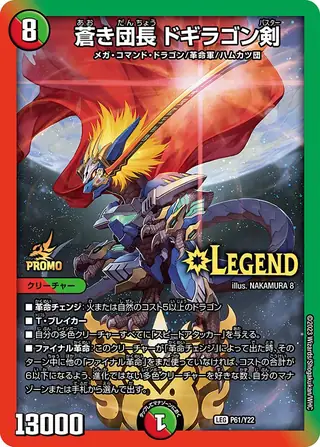 8
あお だんちょう バスター
蒼き団長 ドギラゴン剣
メガ・コマンド・ドラゴン/革命軍/ハムカツ団
PROMO
LEGEND
illus. NAKAMURA 8
クリーチャー
■革命チェンジ:火または自然のコスト5以上のドラゴン
■T・ブレイカー
■自分の多色クリーチャーすべてに「スピードアタッカー」を与える。
■ファイナル革命:このクリーチャーが「革命チェンジ」によって出た時、そのターン中に他の「ファイナル革命」をまだ使っていなければ、コストの合計が
6以下になるよう、進化ではない多色クリーチャーを好きな数、自分のマナ
ゾーンまたは手札から選んで出す。
13000
1
LEG P61/Y22
©2023 Wizards/Shogakukan/WHC